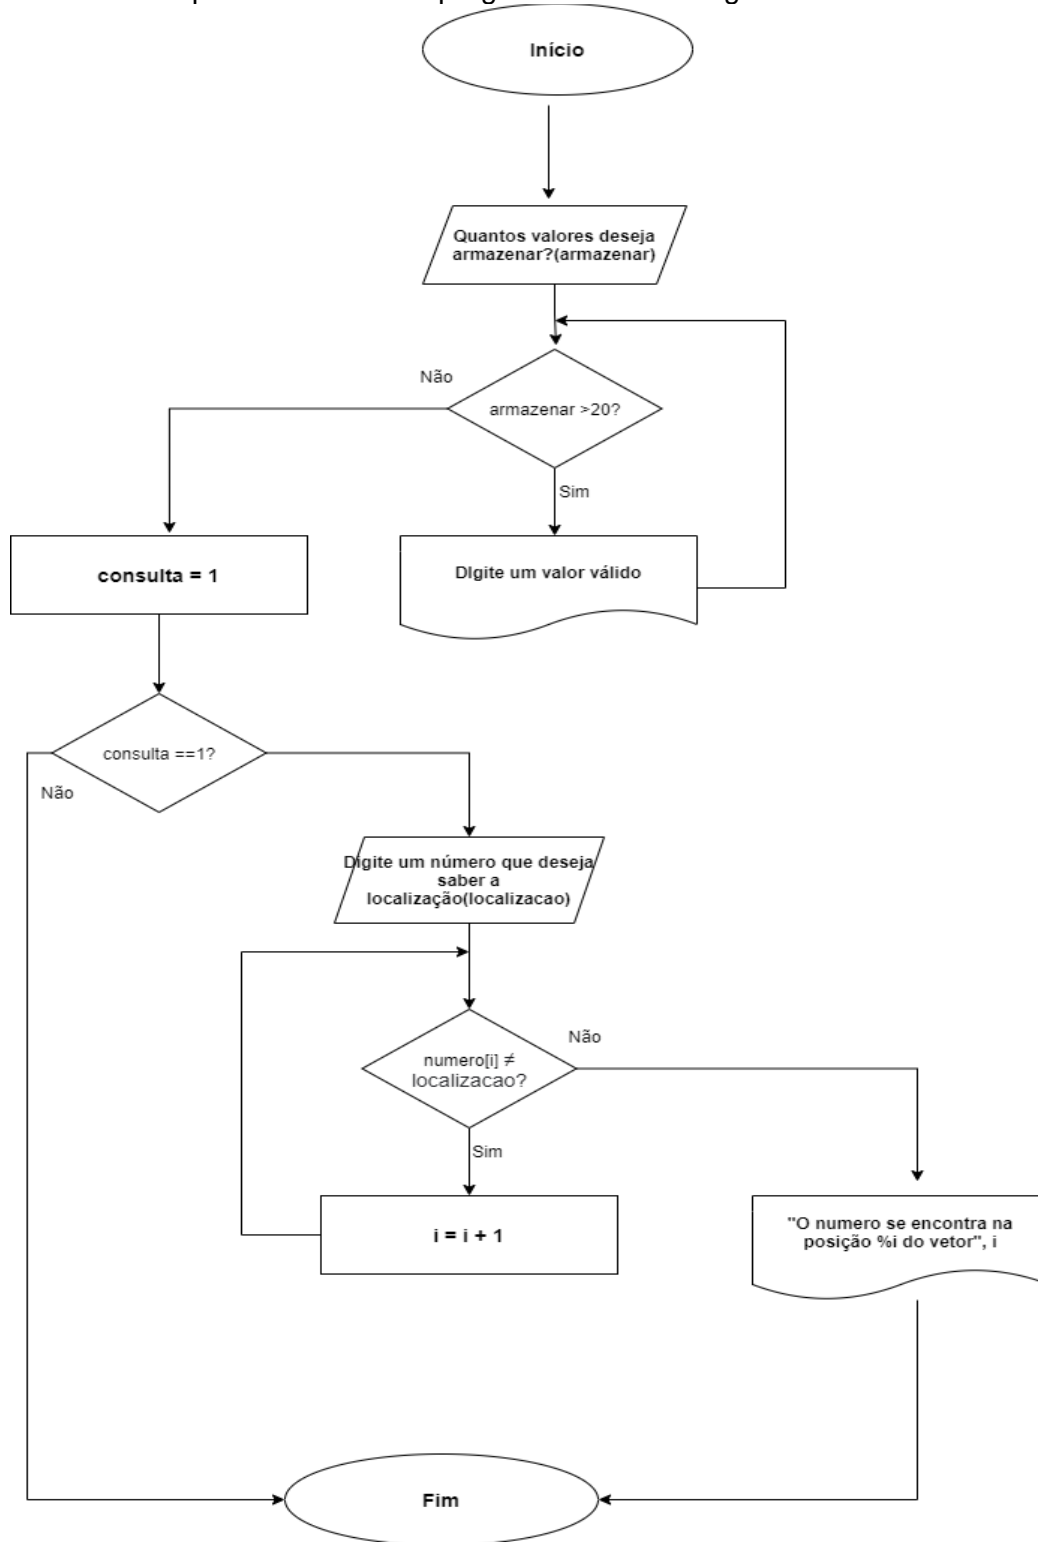 Início
Quantos valores deseja
armazenar?(armazenar)
Não
armazenar >20?
Sim
consulta = 1
DIgite um valor válido
consulta ==1?
Não
Digite um número que deseja
saber a
localização(localizacao)
Não
numero[i] ≠
localizacao?
Sim
i = i + 1
"O numero se encontra na
posição %i do vetor", i
Fim